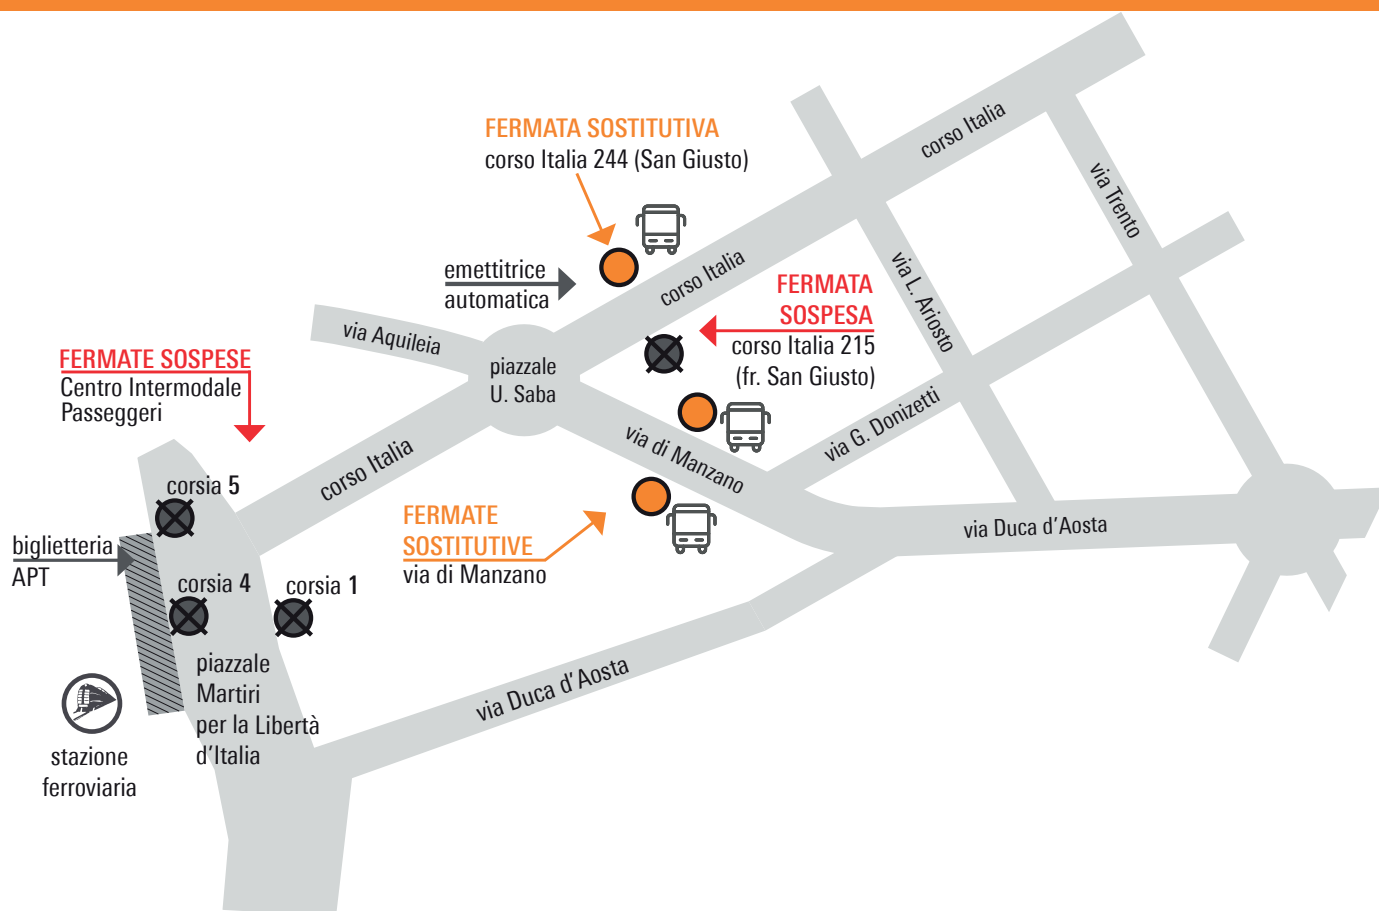 FERMATA SOSTITUTIVA
corso Italia 244 (San Giusto)
corso Italia
via Trento
emettitrice
automatica
corso Italia
via L. Ariosto
FERMATA
SOSPESA
corso Italia 215
(fr. San Giusto)
via Aquileia
piazzale
U. Saba
FERMATE SOSPESE
Centro Intermodale
Passeggeri
via G. Donizetti
via di Manzano
corso Italia
corsia 5
FERMATE
SOSTITUTIVE
via di Manzano
via Duca d'Aosta
biglietteria
APT
corsia 4
corsia 1
piazzale
Martiri
per la Libertà
d'Italia
via Duca d'Aosta
stazione
ferroviaria